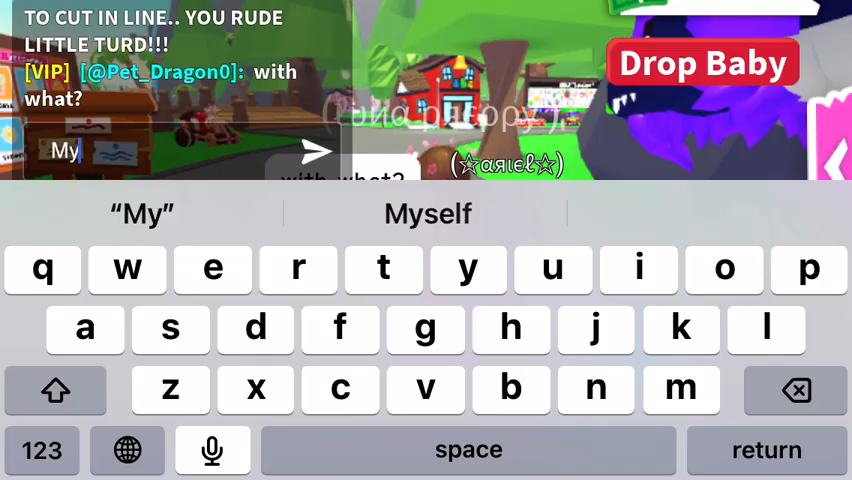 TO CUT IN LINE.. YOU RUDE
LITTLE TURD!!!
[VIP] [@Pet_Dragon0]: with
what?
Drop Baby
My
with what?
(☆αяιєℓ☆)
“My” Myself
q w e r t y u i o p
a s d f g h j k l
z x c v b n m
123 space return